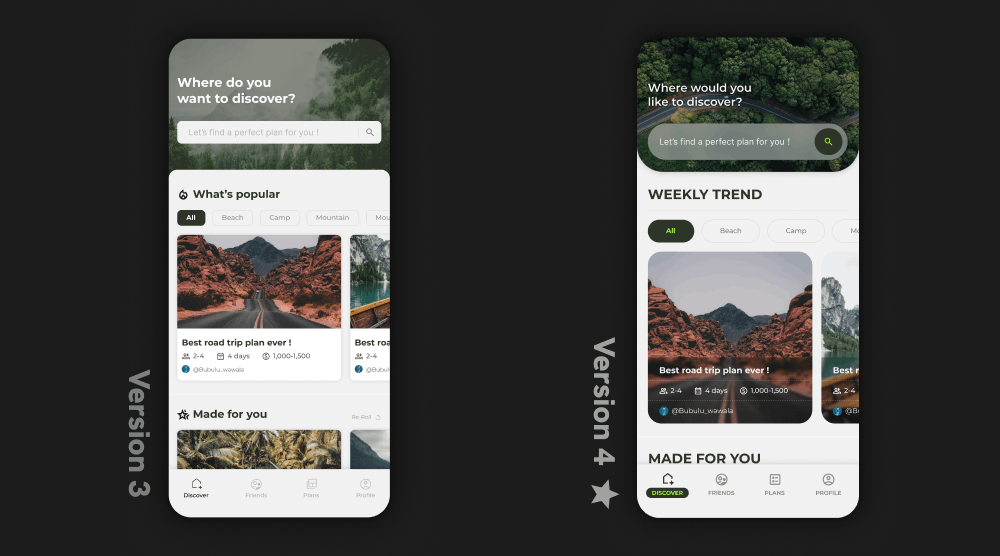 Version 3
Where do you
want to discover?
Let's find a perfect plan for you !
What's popular
All Beach Camp Mountain Mou
Best road trip plan ever ! Best roa
2-4 4 days 1,000-1,500 2-4
@Bubulu_wawala @Bubul
Made for you Re-Roll
Discover Friends Plans Profile
Version 4
Where would you
like to discover?
Let's find a perfect plan for you !
WEEKLY TREND
All Beach Camp Mo
Best road trip plan ever ! Best r
2-4 4 days 1,000-1,500 2-4
@Bubulu_wawala @B
MADE FOR YOU
DISCOVER FRIENDS PLANS PROFILE